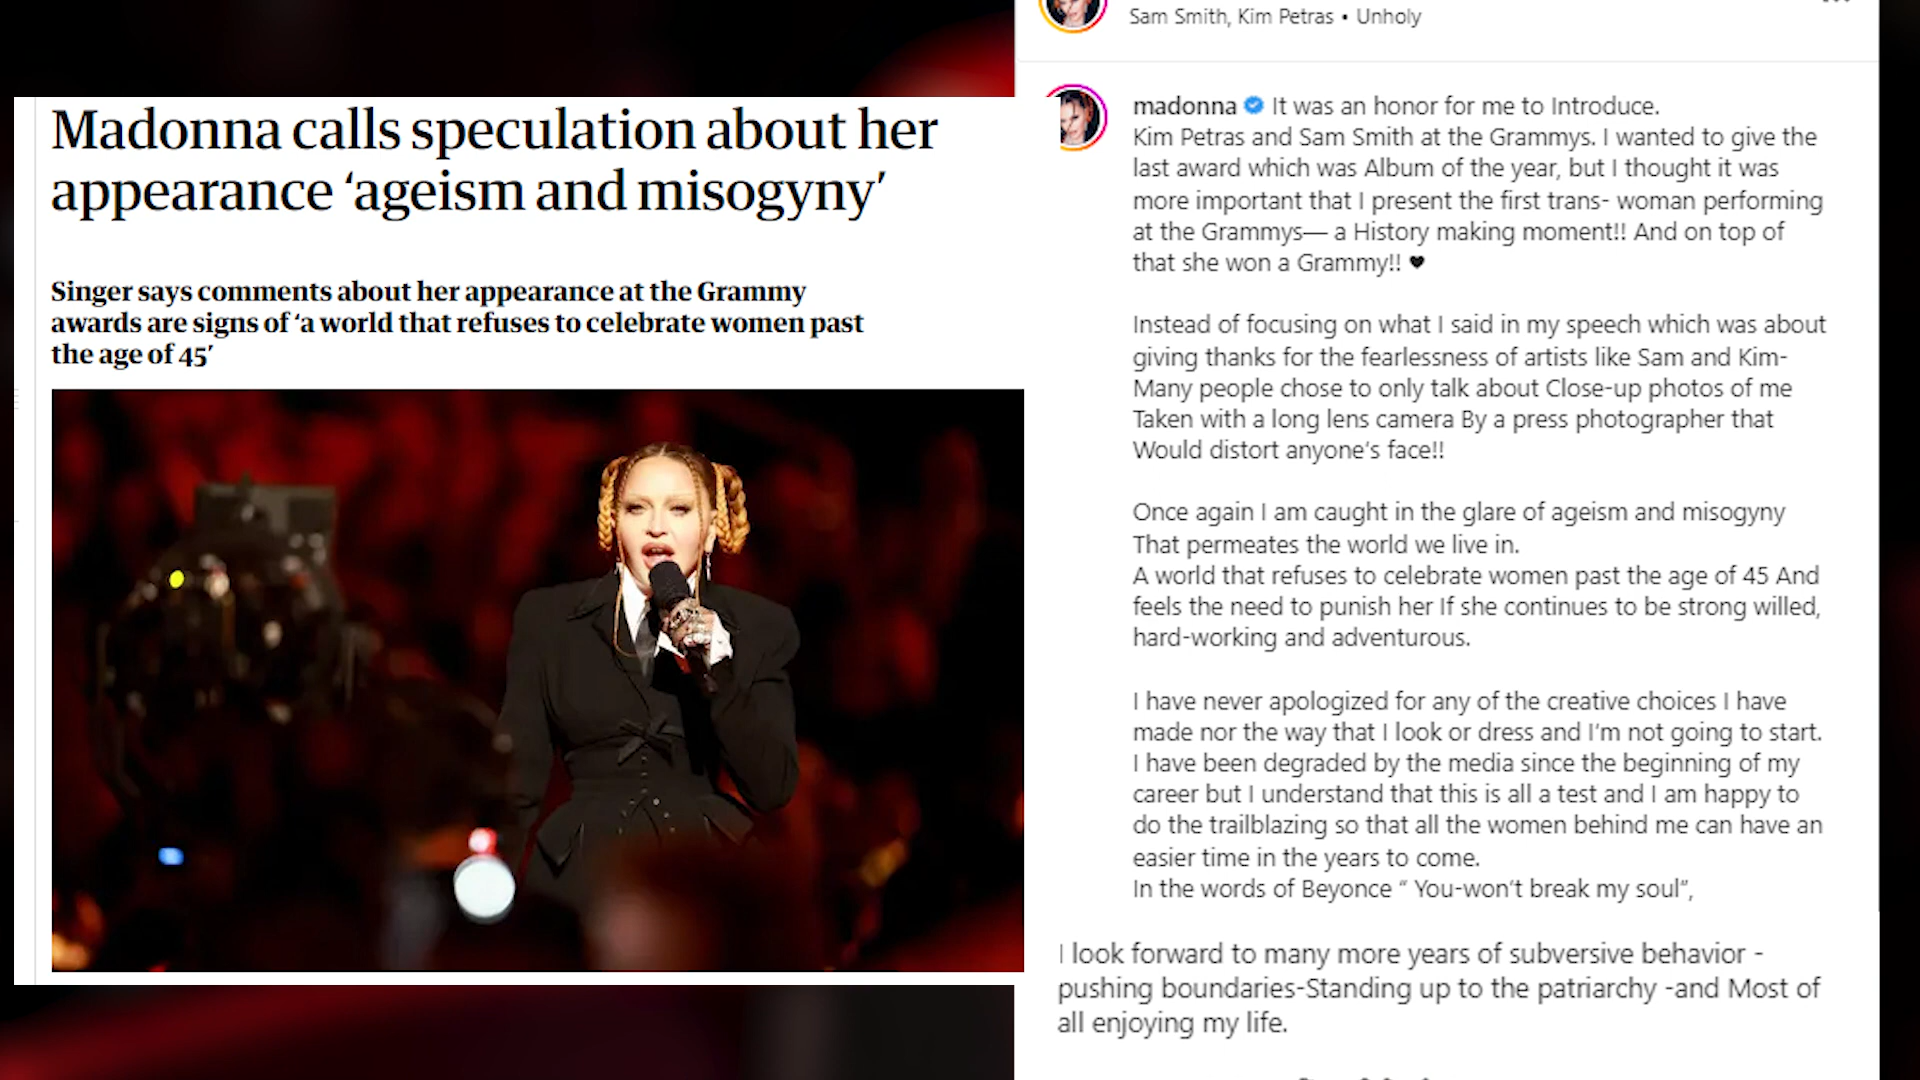 Madonna calls speculation about her
appearance ‘ageism and misogyny’
Singer says comments about her appearance at the Grammy
awards are signs of ‘a world that refuses to celebrate women past
the age of 45’
Sam Smith, Kim Petras • Unholy
madonna It was an honor for me to Introduce.
Kim Petras and Sam Smith at the Grammys. I wanted to give the
last award which was Album of the year, but I thought it was
more important that I present the first trans- woman performing
at the Grammys— a History making moment!! And on top of
that she won a Grammy!! 🖤
Instead of focusing on what I said in my speech which was about
giving thanks for the fearlessness of artists like Sam and Kim-
Many people chose to only talk about Close-up photos of me
Taken with a long lens camera By a press photographer that
Would distort anyone's face!!
Once again I am caught in the glare of ageism and misogyny
That permeates the world we live in.
A world that refuses to celebrate women past the age of 45 And
feels the need to punish her If she continues to be strong willed,
hard-working and adventurous.
I have never apologized for any of the creative choices I have
made nor the way that I look or dress and I'm not going to start.
I have been degraded by the media since the beginning of my
career but I understand that this is all a test and I am happy to
do the trailblazing so that all the women behind me can have an
easier time in the years to come.
In the words of Beyonce “ You-won't break my soul”,
I look forward to many more years of subversive behavior -
pushing boundaries-Standing up to the patriarchy -and Most of
all enjoying my life.